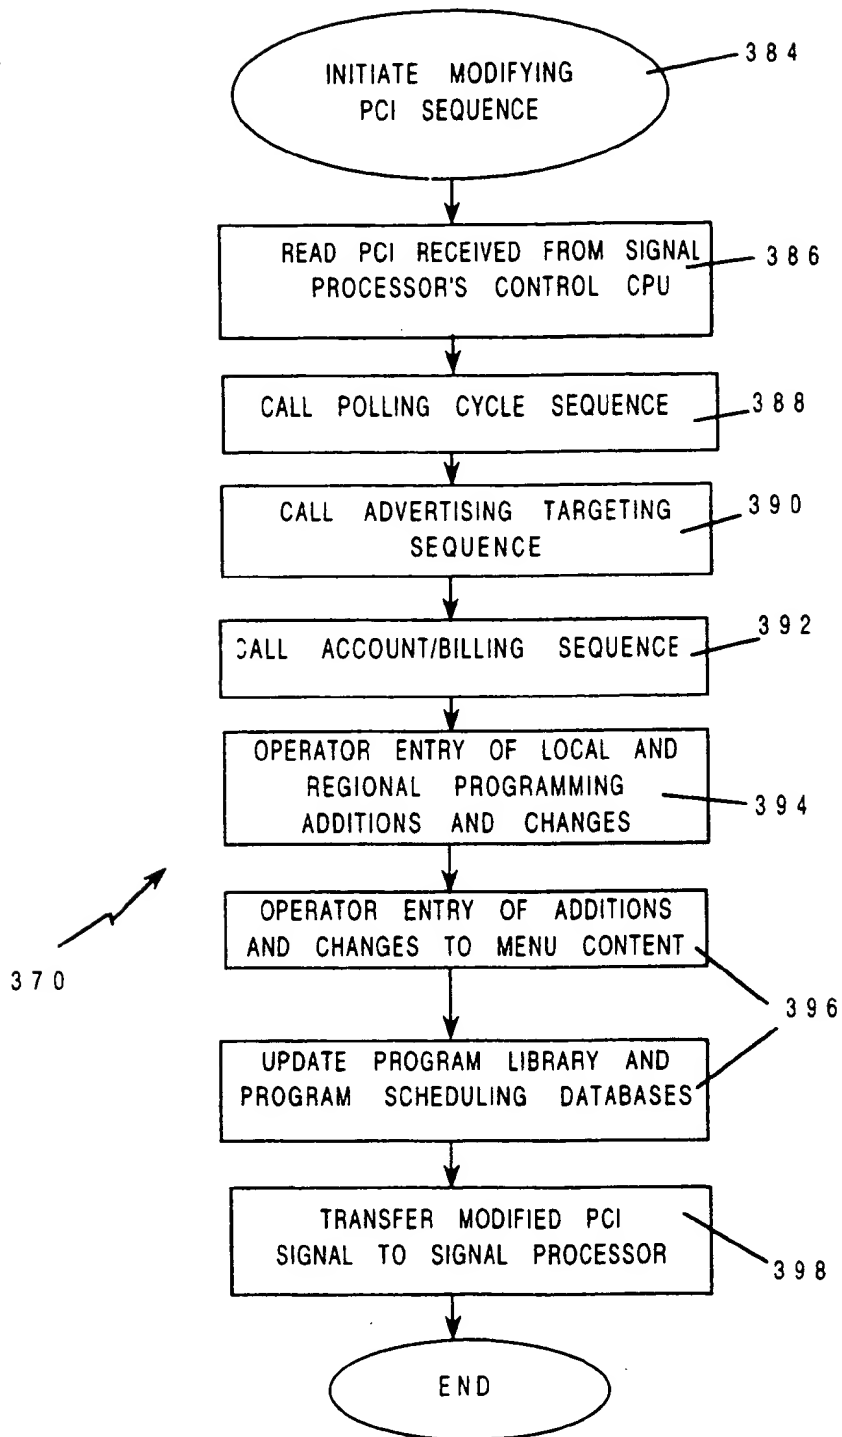 INITIATE MODIFYING
PCI SEQUENCE
384
READ PCI RECEIVED FROM SIGNAL
PROCESSOR'S CONTROL CPU
386
CALL POLLING CYCLE SEQUENCE
388
CALL ADVERTISING TARGETING
SEQUENCE
390
CALL ACCOUNT/BILLING SEQUENCE
392
OPERATOR ENTRY OF LOCAL AND
REGIONAL PROGRAMMING
ADDITIONS AND CHANGES
394
OPERATOR ENTRY OF ADDITIONS
AND CHANGES TO MENU CONTENT
370
396
UPDATE PROGRAM LIBRARY AND
PROGRAM SCHEDULING DATABASES
TRANSFER MODIFIED PCI
SIGNAL TO SIGNAL PROCESSOR
398
END